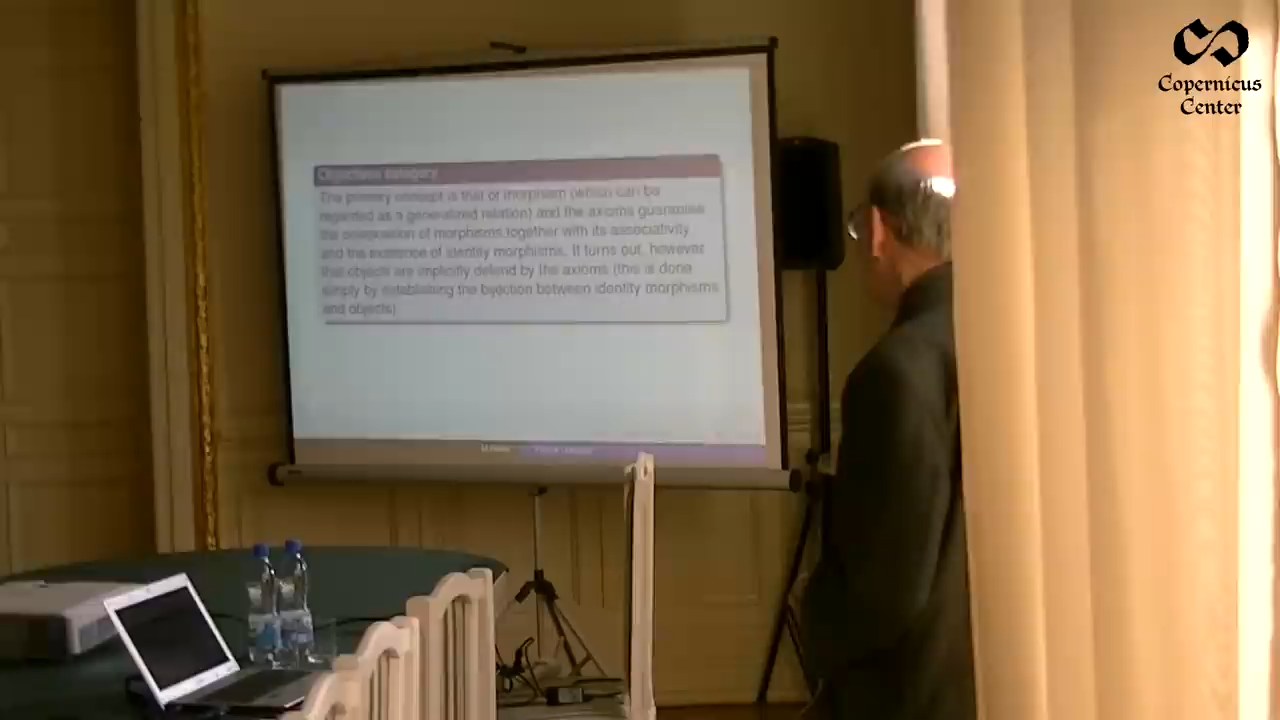 Copernicus
Center
Objectless category
The primary concept is that of morphism (which can be
regarded as a generalized relation) and the axioms guarantee
the composition of morphisms together with its associativity
and the existence of identity morphisms. It turns out, however
that objects are implicitly defined by the axioms (this is done
simply by establishing the bijection between identity morphisms
and objects)